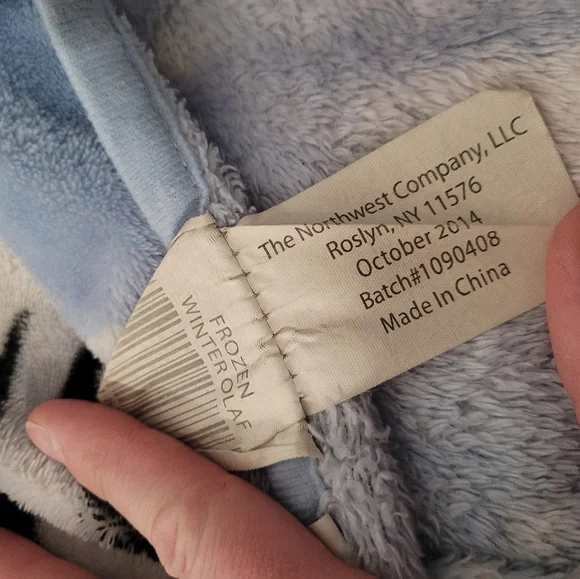 The Northwest Company, LLC
Roslyn, NY 11576
October 2014
Batch#1090408
Made In China
FROZEN
WINTER OLAF